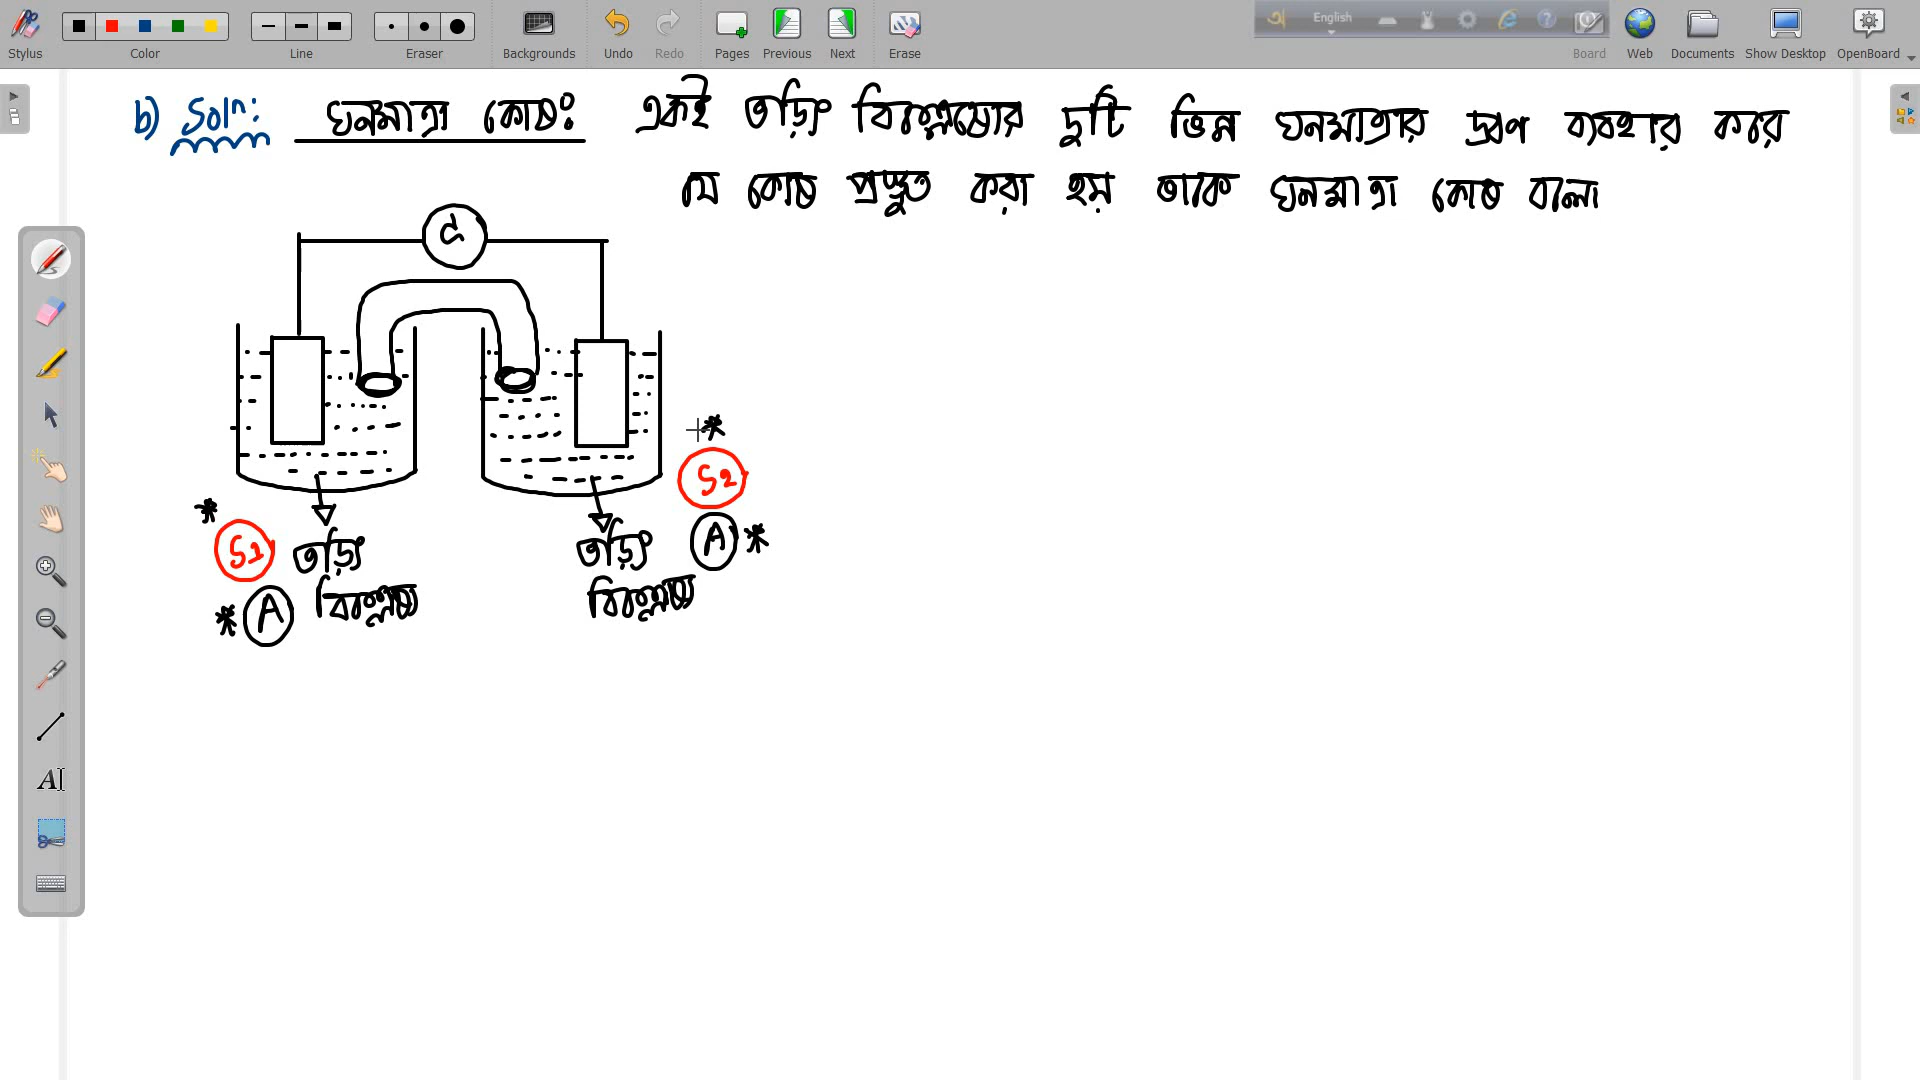 Stylus Color Line Eraser Backgrounds Undo Redo Pages Previous Next Erase English Board Web Documents Show Desktop OpenBoard
b) Soln: ঘনমাত্রা কোষঃ একই তড়িৎ বিশ্লেষ্যের দুটি ভিন্ন ঘনমাত্রার দ্রবণ ব্যবহার করে
যে কোষ প্রস্তুত করা হয় তাকে ঘনমাত্রা কোষ বলে।
*
S2
*
S1
তড়িৎ
তড়িৎ
A *
* A
বিশ্লেষ্য
বিশ্লেষ্য